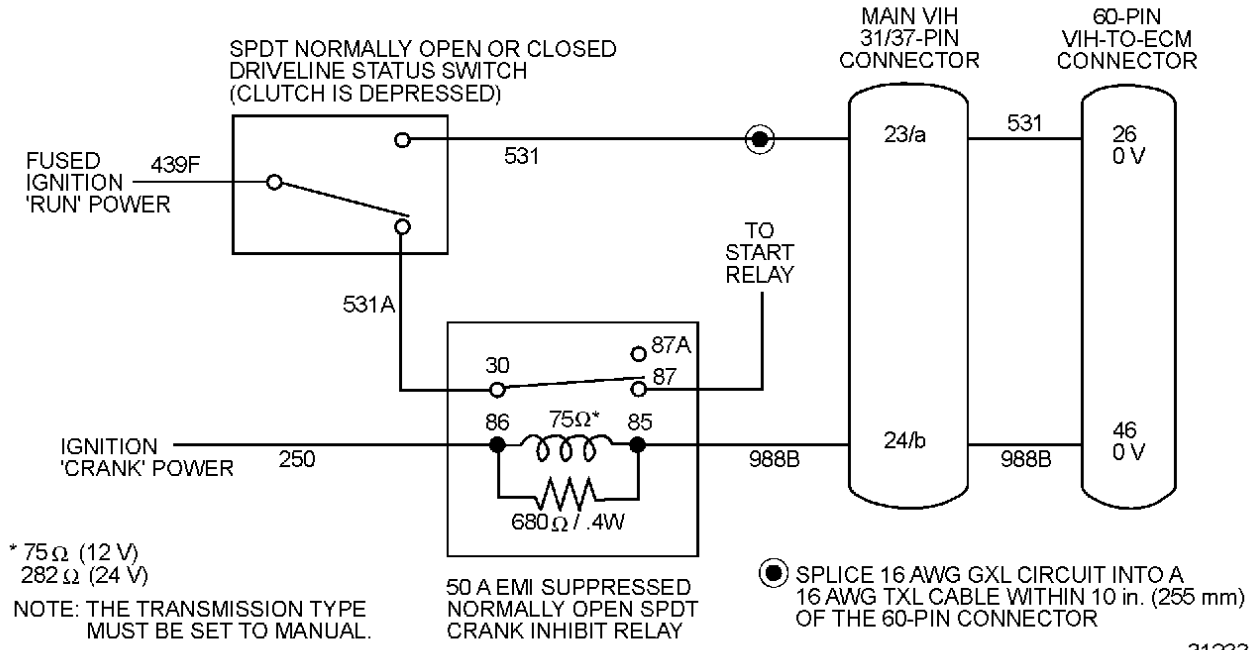 MAIN VIH
31/37-PIN
CONNECTOR
60-PIN
VIH-TO-ECM
CONNECTOR
SPDT NORMALLY OPEN OR CLOSED
DRIVELINE STATUS SWITCH
(CLUTCH IS DEPRESSED)
FUSED
IGNITION
'RUN' POWER
439F
531
23/a
531
26
0 V
TO
START
RELAY
531A
87A
30
87
86
75Ω*
85
IGNITION
'CRANK' POWER
250
988B
24/b
988B
46
0 V
680Ω / .4W
* 75Ω (12 V)
282 Ω (24 V)
NOTE: THE TRANSMISSION TYPE
MUST BE SET TO MANUAL.
50 A EMI SUPPRESSED
NORMALLY OPEN SPDT
CRANK INHIBIT RELAY
SPLICE 16 AWG GXL CIRCUIT INTO A
16 AWG TXL CABLE WITHIN 10 in. (255 mm)
OF THE 60-PIN CONNECTOR